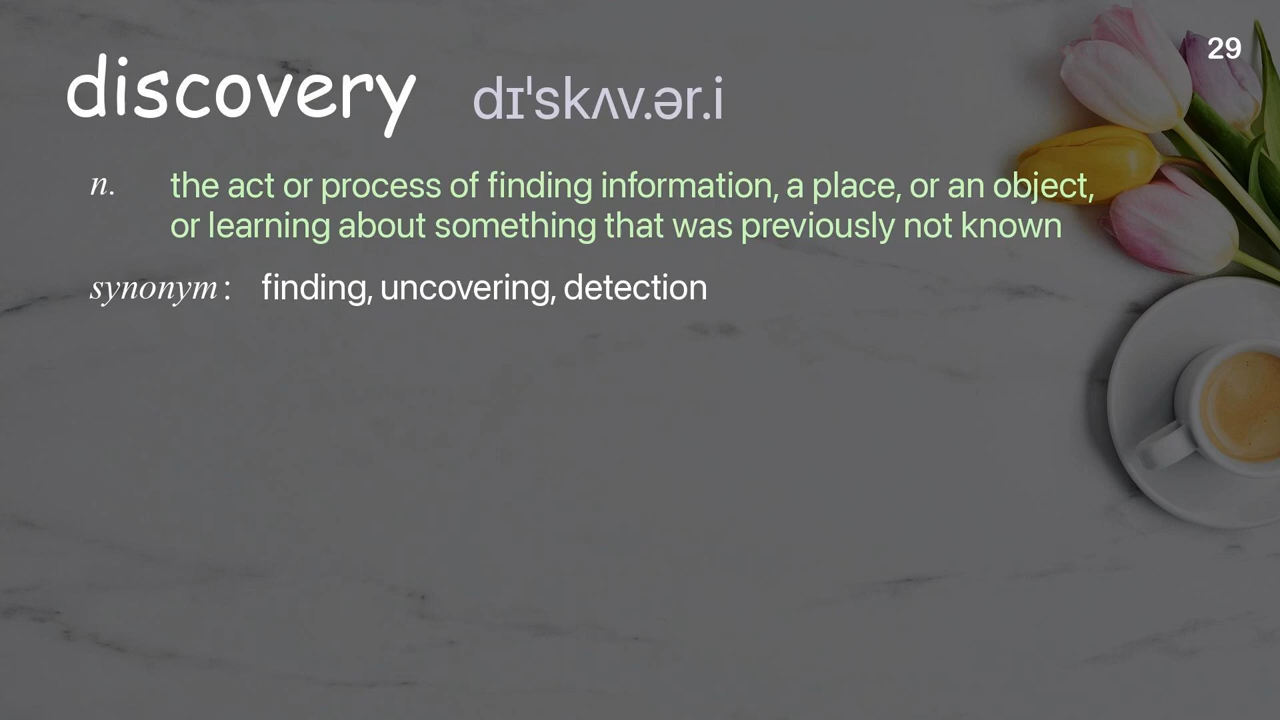 29
discovery dɪˈskʌv.ər.i
n. the act or process of finding information, a place, or an object,
or learning about something that was previously not known
synonym: finding, uncovering, detection